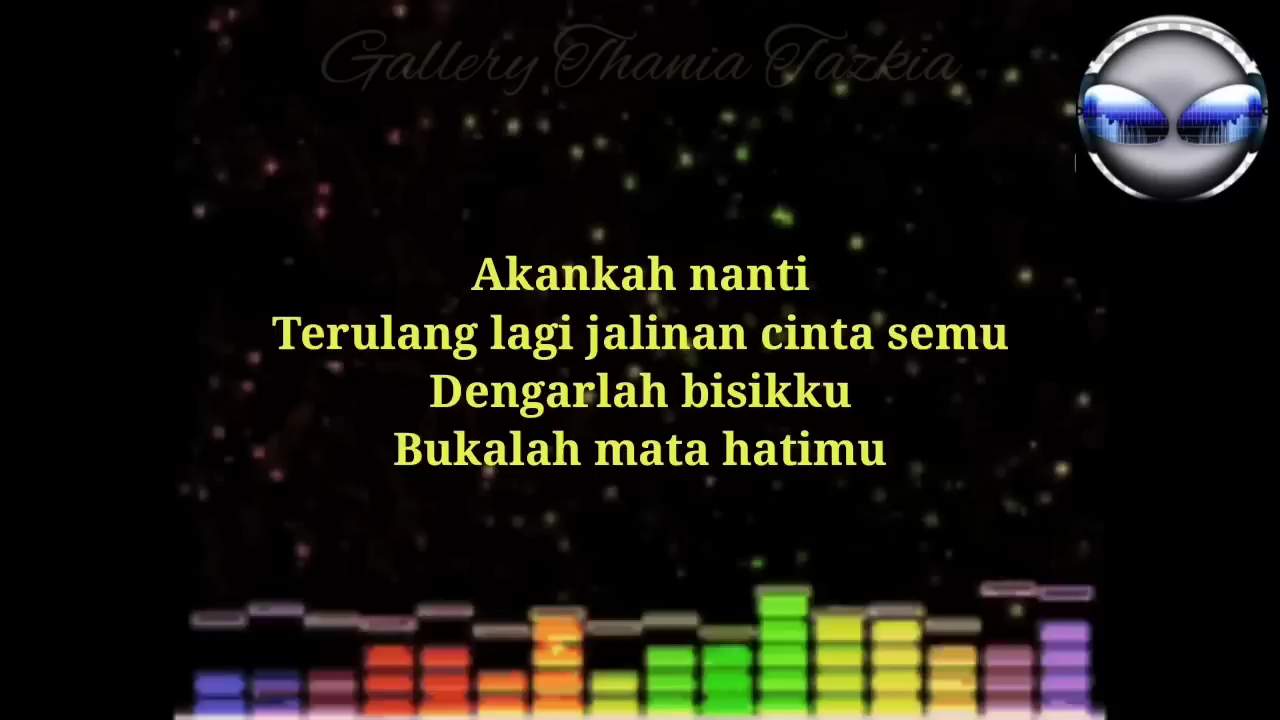 Gallery Thania Tazkia
Akankah nanti
Terulang lagi jalinan cinta semu
Dengarlah bisikku
Bukalah mata hatimu